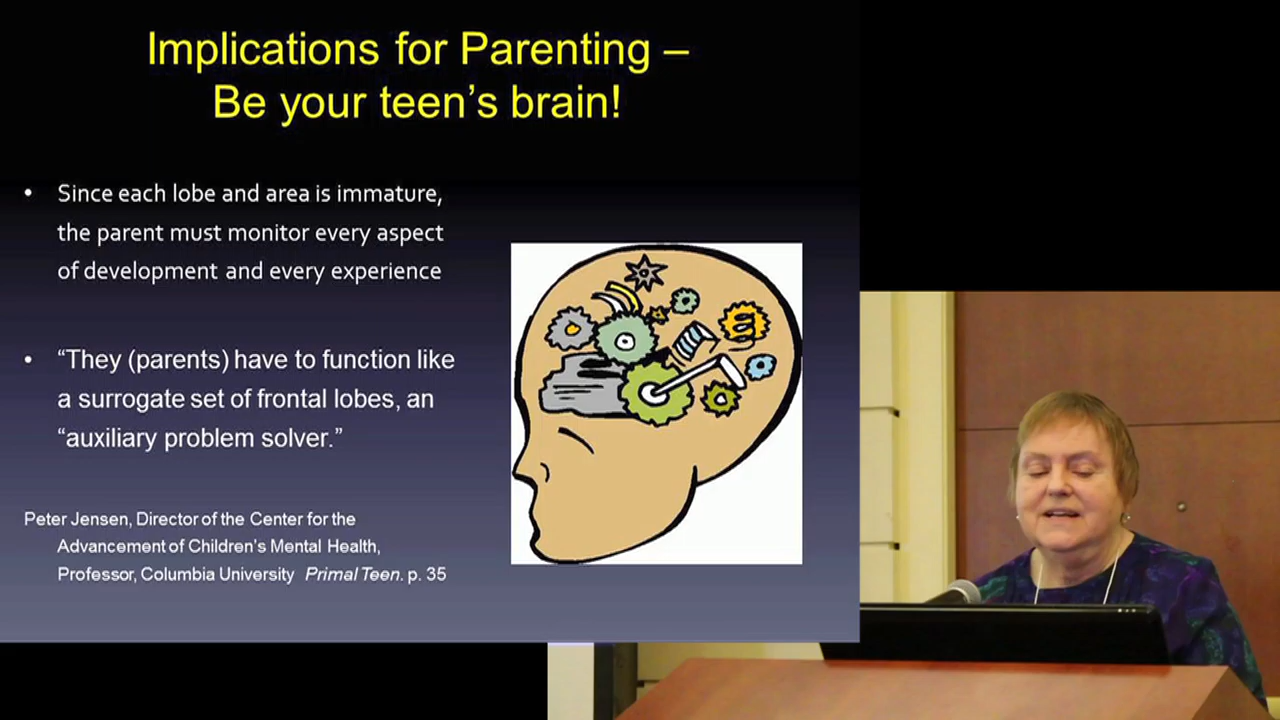 Implications for Parenting –
Be your teen's brain!
• Since each lobe and area is immature,
the parent must monitor every aspect
of development and every experience
• “They (parents) have to function like
a surrogate set of frontal lobes, an
“auxiliary problem solver.”
Peter Jensen, Director of the Center for the
Advancement of Children's Mental Health,
Professor, Columbia University Primal Teen. p. 35